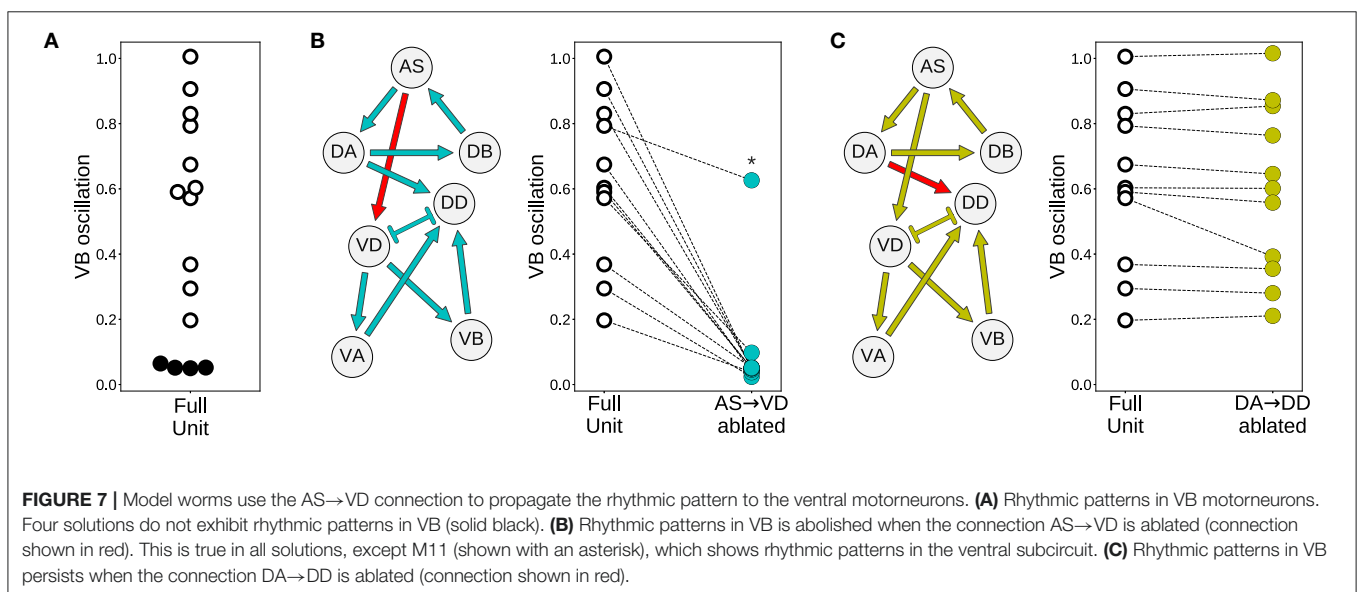 A
VB oscillation
1.0
0.8
0.6
0.4
0.2
0.0
Full
Unit
B
AS
DA
DB
DD
VD
VB
VA
VB oscillation
1.0
0.8
0.6
0.4
0.2
0.0
*
Full
Unit
AS→VD
ablated
C
AS
DA
DB
DD
VD
VB
VA
VB oscillation
1.0
0.8
0.6
0.4
0.2
0.0
Full
Unit
DA→DD
ablated
FIGURE 7 | Model worms use the AS→VD connection to propagate the rhythmic pattern to the ventral motorneurons. (A) Rhythmic patterns in VB motorneurons.
Four solutions do not exhibit rhythmic patterns in VB (solid black). (B) Rhythmic patterns in VB is abolished when the connection AS→VD is ablated (connection
shown in red). This is true in all solutions, except M11 (shown with an asterisk), which shows rhythmic patterns in the ventral subcircuit. (C) Rhythmic patterns in VB
persists when the connection DA→DD is ablated (connection shown in red).